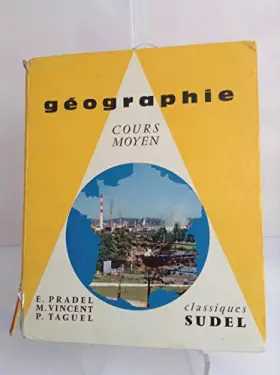 géographie
COURS
MOYEN
E. PRADEL
M. VINCENT
P. TAGUEL
classiques
SUDEL